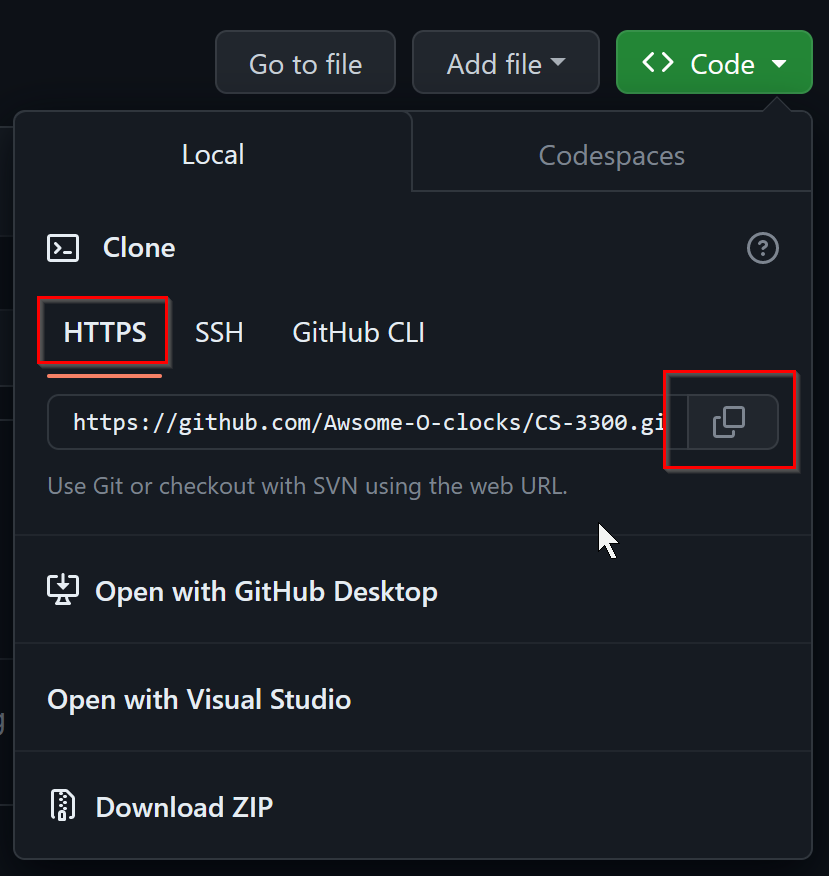 Go to file
Add file
Code
Local
Codespaces
Clone
HTTPS
SSH
GitHub CLI
https://github.com/Awsome-O-clocks/CS-3300.gi
Use Git or checkout with SVN using the web URL.
Open with GitHub Desktop
Open with Visual Studio
Download ZIP